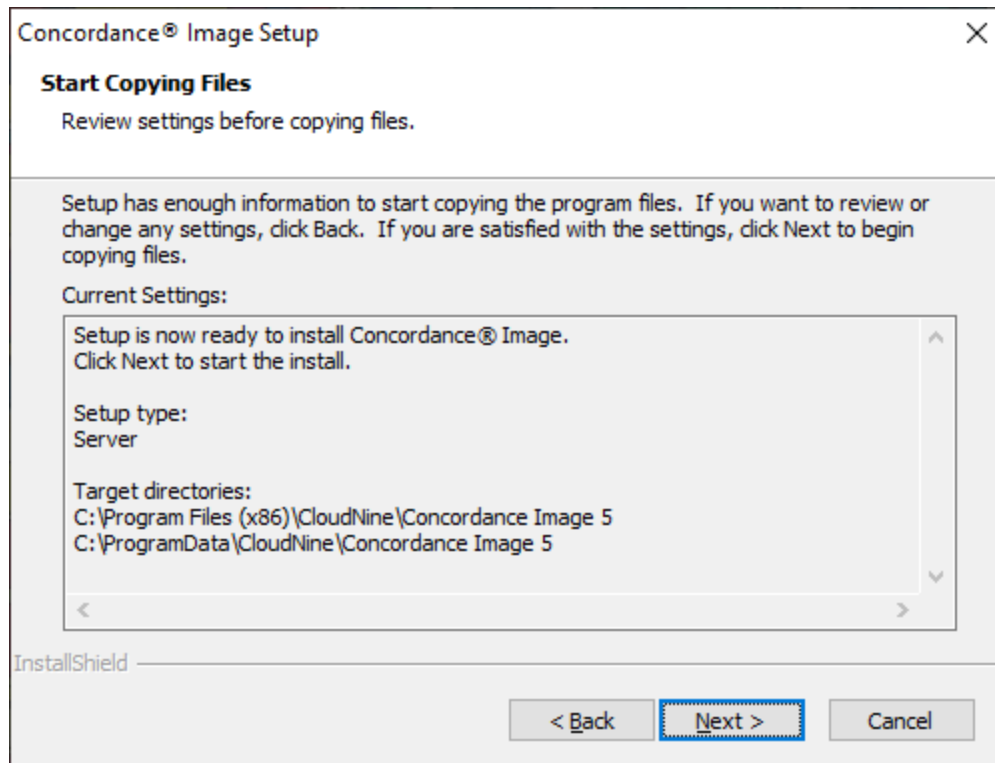 Concordance® Image Setup
Start Copying Files
Review settings before copying files.
Setup has enough information to start copying the program files.  If you want to review or
change any settings, click Back.  If you are satisfied with the settings, click Next to begin
copying files.
Current Settings:
Setup is now ready to install Concordance® Image.
Click Next to start the install.
Setup type:
Server
Target directories:
C:\Program Files (x86)\CloudNine\Concordance Image 5
C:\ProgramData\CloudNine\Concordance Image 5
InstallShield
< Back
Next >
Cancel